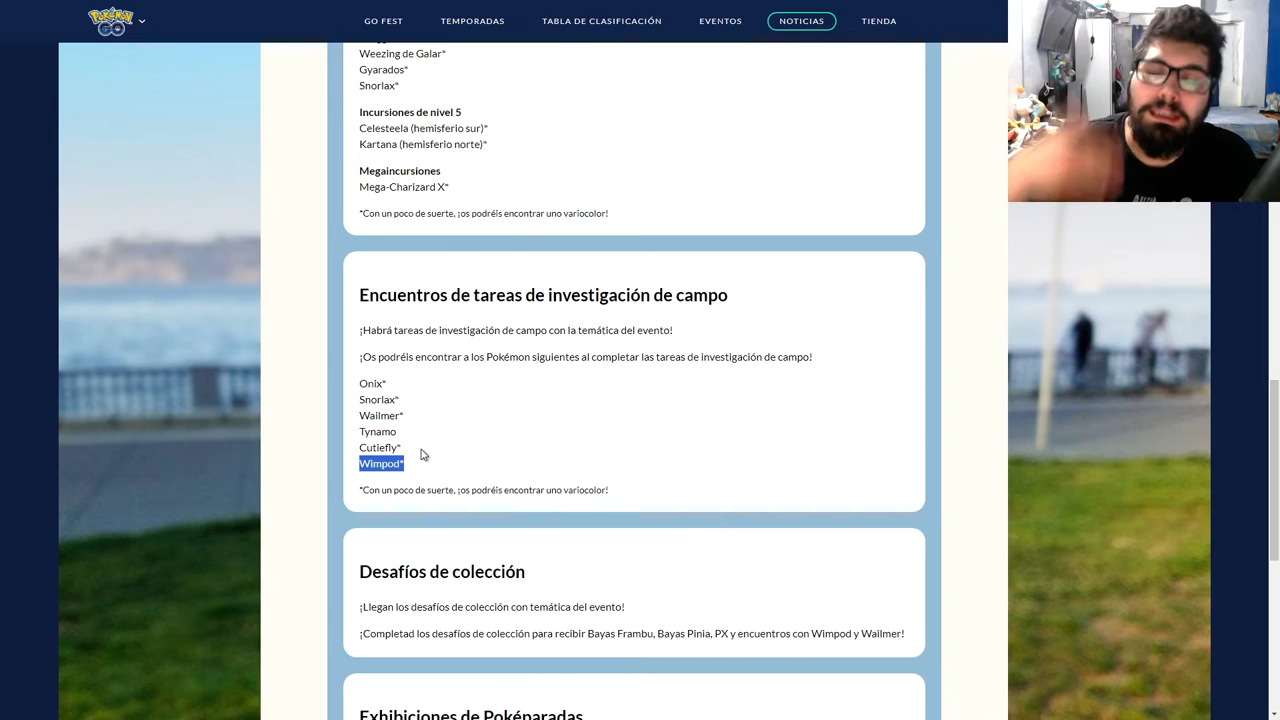 POKÉMON
GO
GO FEST
TEMPORADAS
TABLA DE CLASIFICACIÓN
EVENTOS
NOTICIAS
TIENDA
Weezing de Galar*
Gyarados*
Snorlax*
Incursiones de nivel 5
Celesteela (hemisferio sur)*
Kartana (hemisferio norte)*
Megaincursiones
Mega-Charizard X*
*Con un poco de suerte, ¡os podréis encontrar uno variocolor!
Encuentros de tareas de investigación de campo
¡Habrá tareas de investigación de campo con la temática del evento!
¡Os podréis encontrar a los Pokémon siguientes al completar las tareas de investigación de campo!
Onix*
Snorlax*
Wailmer*
Tynamo
Cutiefly*
Wimpod*
*Con un poco de suerte, ¡os podréis encontrar uno variocolor!
Desafíos de colección
¡Llegan los desafíos de colección con temática del evento!
¡Completad los desafíos de colección para recibir Bayas Frambu, Bayas Pinia, PX y encuentros con Wimpod y Wailmer!
Exhibiciones de Poképaradas